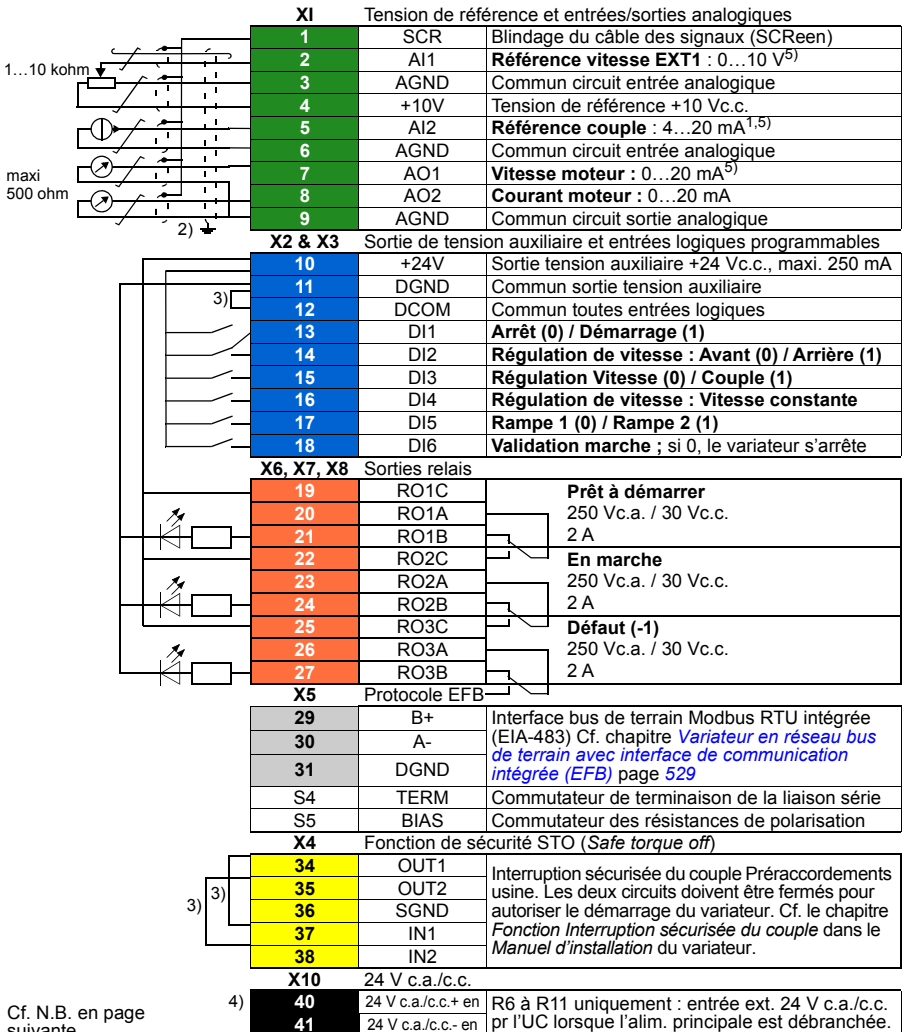 XI Tension de référence et entrées/sorties analogiques
1 SCR Blindage du câble des signaux (SCReen)
2 AI1 Référence vitesse EXT1 : 0…10 V5)
3 AGND Commun circuit entrée analogique
4 +10V Tension de référence +10 Vc.c.
5 AI2 Référence couple : 4…20 mA1,5)
6 AGND Commun circuit entrée analogique
7 AO1 Vitesse moteur : 0…20 mA5)
8 AO2 Courant moteur : 0…20 mA
9 AGND Commun circuit sortie analogique
1…10 kohm
maxi
500 ohm
2)
X2 & X3 Sortie de tension auxiliaire et entrées logiques programmables
10 +24V Sortie tension auxiliaire +24 Vc.c., maxi. 250 mA
11 DGND Commun sortie tension auxiliaire
3)
12 DCOM Commun toutes entrées logiques
13 DI1 Arrêt (0) / Démarrage (1)
14 DI2 Régulation de vitesse : Avant (0) / Arrière (1)
15 DI3 Régulation Vitesse (0) / Couple (1)
16 DI4 Régulation de vitesse : Vitesse constante
17 DI5 Rampe 1 (0) / Rampe 2 (1)
18 DI6 Validation marche ; si 0, le variateur s’arrête
X6, X7, X8 Sorties relais
19 RO1C Prêt à démarrer
20 RO1A 250 Vc.a. / 30 Vc.c.
21 RO1B 2 A
22 RO2C En marche
23 RO2A 250 Vc.a. / 30 Vc.c.
24 RO2B 2 A
25 RO3C Défaut (-1)
26 RO3A 250 Vc.a. / 30 Vc.c.
27 RO3B 2 A
X5 Protocole EFB
29 B+ Interface bus de terrain Modbus RTU intégrée
30 A- (EIA-483) Cf. chapitre Variateur en réseau bus
de terrain avec interface de communication
31 DGND intégrée (EFB) page 529
S4 TERM Commutateur de terminaison de la liaison série
S5 BIAS Commutateur des résistances de polarisation
X4 Fonction de sécurité STO (Safe torque off)
34 OUT1 Interruption sécurisée du couple Préraccordements
35 OUT2 usine. Les deux circuits doivent être fermés pour
3) 3) 36 SGND autoriser le démarrage du variateur. Cf. le chapitre
37 IN1 Fonction Interruption sécurisée du couple dans le
38 IN2 Manuel d’installation du variateur.
X10 24 V c.a./c.c.
4) 40 24 V c.a./c.c.+ en R6 à R11 uniquement : entrée ext. 24 V c.a./c.c.
41 24 V c.a./c.c.- en pr l’UC lorsque l’alim. principale est débranchée.
Cf. N.B. en page
suivante